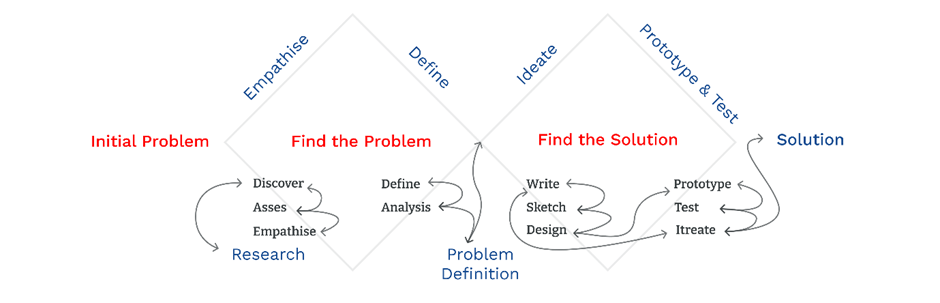 Empathise
Define
Ideate
Prototype & Test
Initial Problem
Find the Problem
Find the Solution
Solution
Discover
Asses
Empathise
Research
Define
Analysis
Problem
Definition
Write
Sketch
Design
Prototype
Test
Itreate